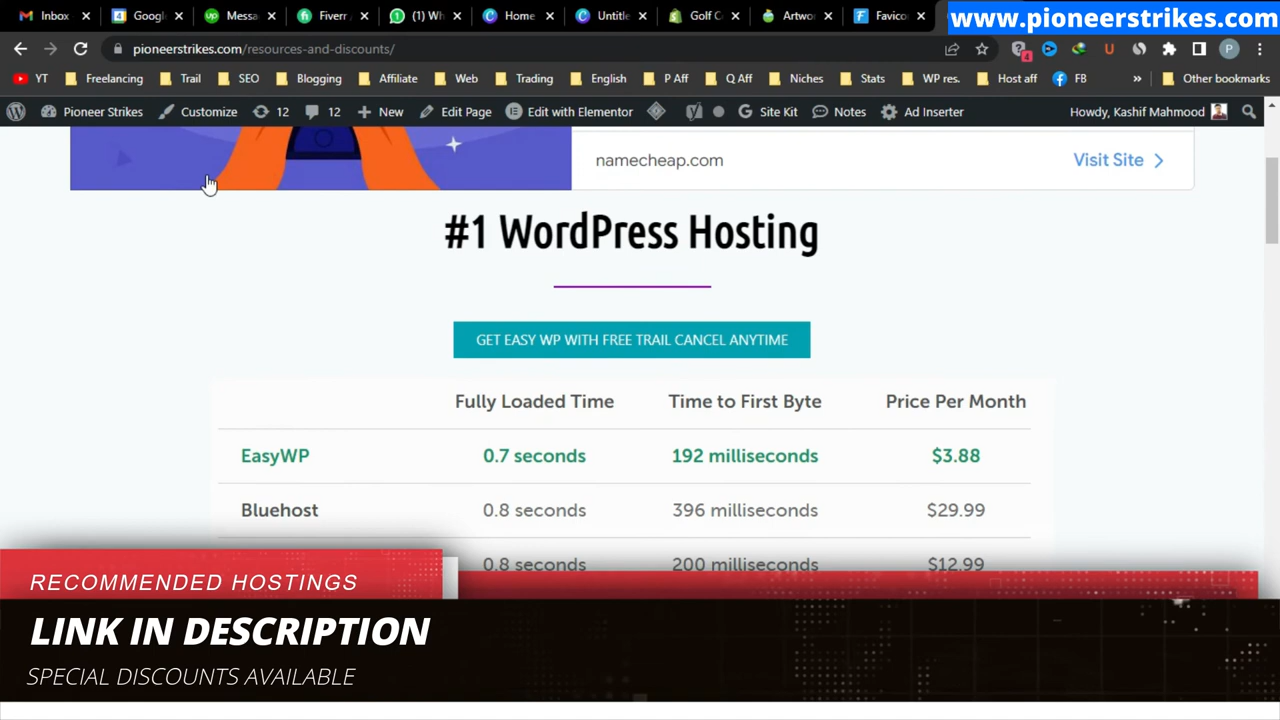 Inbox
Googl
Messa
Fiverr
(1) Wh
Home
Untitle
Golf C
Artwo
Favico
www.pioneerstrikes.com
pioneerstrikes.com/resources-and-discounts/
4
P
YT
Freelancing
Trail
SEO
Blogging
Affiliate
Web
Trading
English
P Aff
Q Aff
Niches
Stats
WP res.
Host aff
FB
»
Other bookmarks
Pioneer Strikes
Customize
12
12
New
Edit Page
Edit with Elementor
Site Kit
Notes
Ad Inserter
Howdy, Kashif Mahmood
namecheap.com
Visit Site
#1 WordPress Hosting
GET EASY WP WITH FREE TRAIL CANCEL ANYTIME
Fully Loaded Time Time to First Byte Price Per Month
EasyWP 0.7 seconds 192 milliseconds $3.88
Bluehost 0.8 seconds 396 milliseconds $29.99
0.8 seconds 200 milliseconds $12.99
RECOMMENDED HOSTINGS
LINK IN DESCRIPTION
SPECIAL DISCOUNTS AVAILABLE